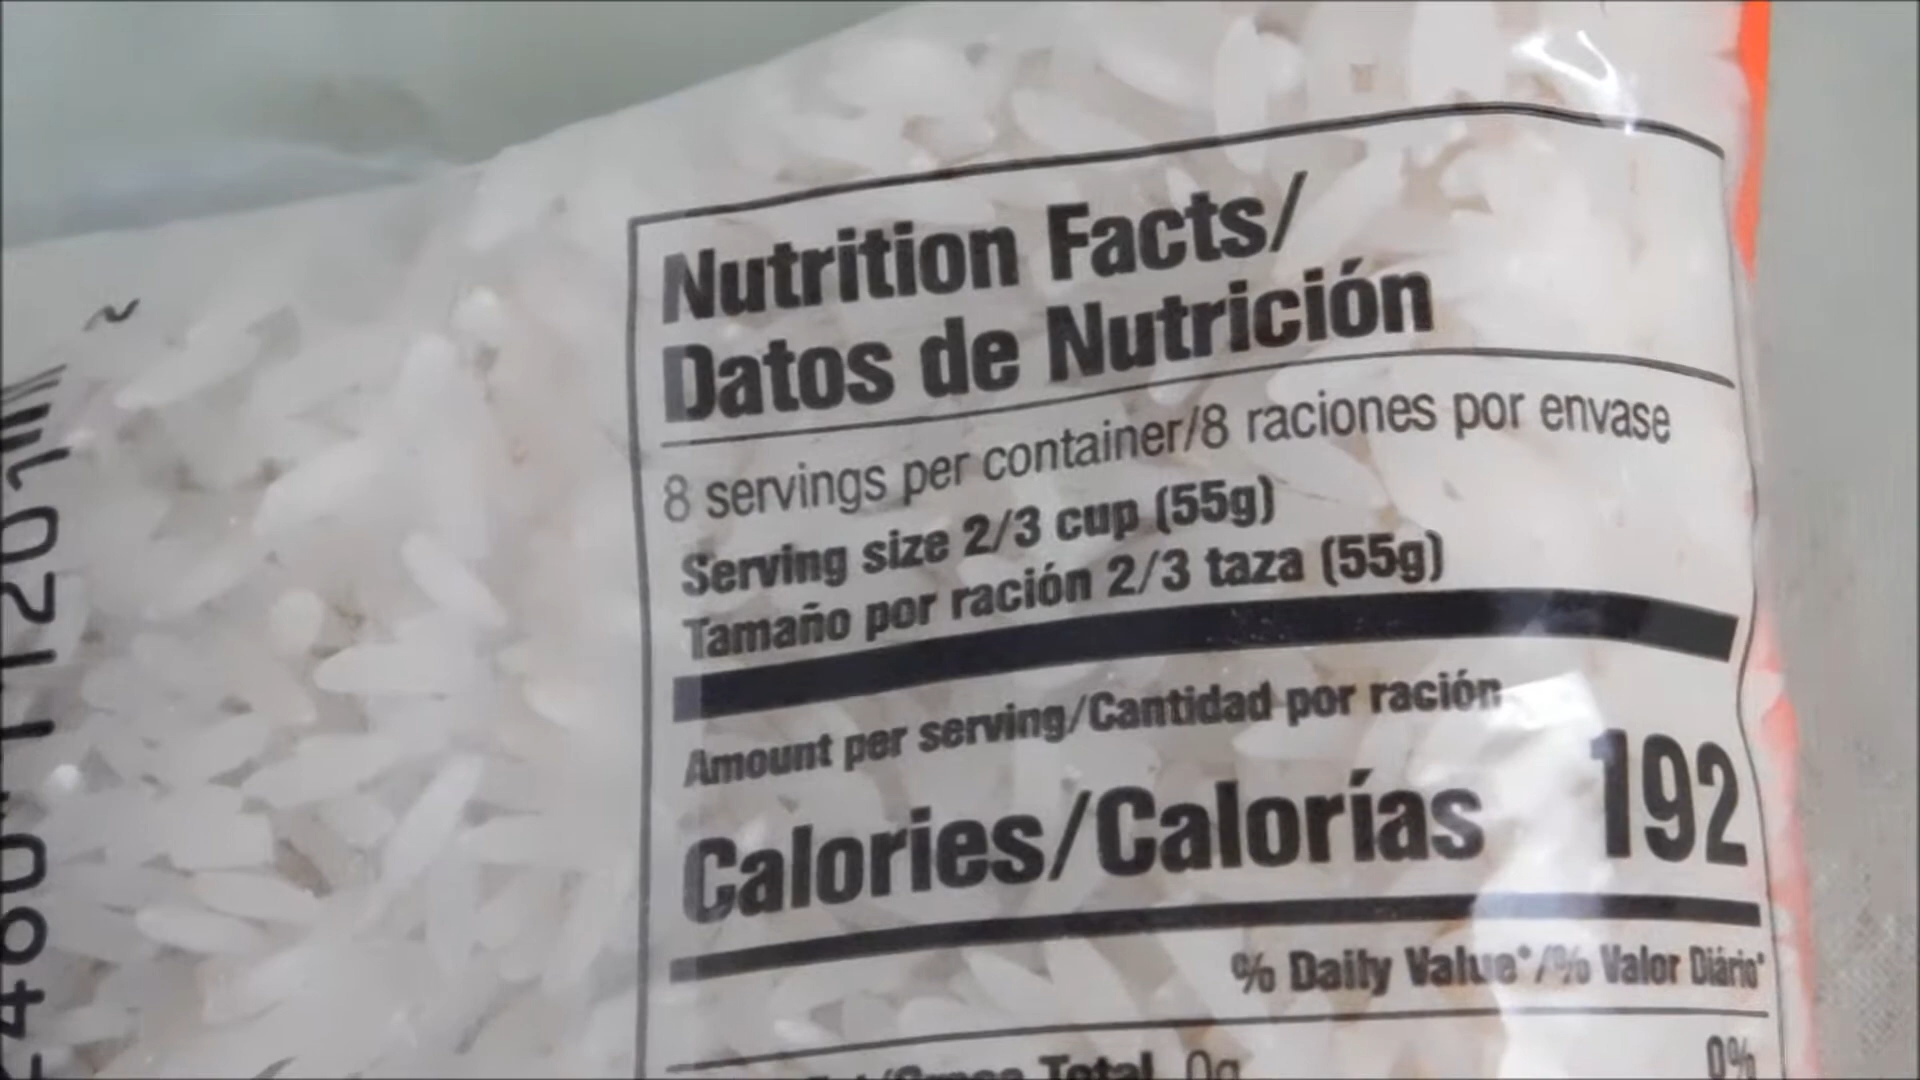 Nutrition Facts/
Datos de Nutrición
8 servings per container/8 raciones por envase
Serving size 2/3 cup (55g)
Tamaño por ración 2/3 taza (55g)
Amount per serving/Cantidad por ración
Calories/Calorías 192
% Daily Value*/% Valor Diário*
Total 0g 0%